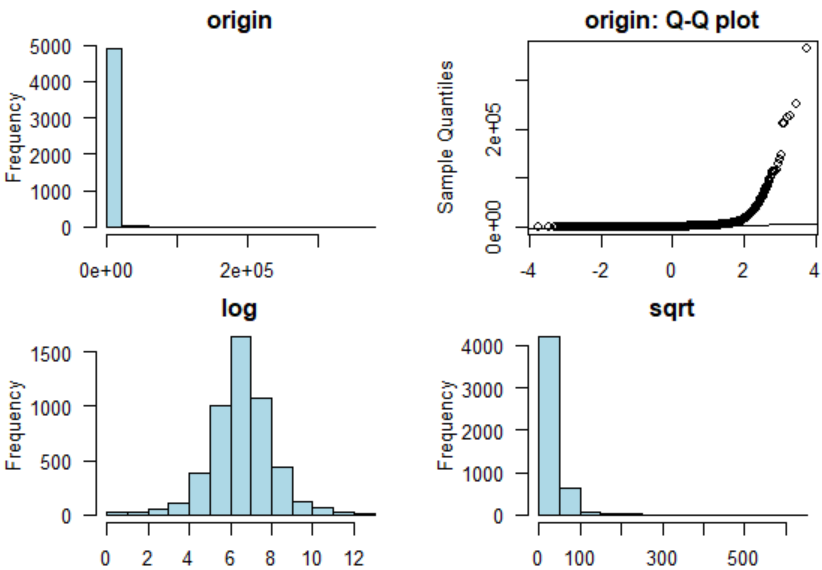 origin
Frequency
5000
4000
3000
2000
1000
0
0e+00 2e+05
origin: Q-Q plot
Sample Quantiles
2e+05
0e+00
-4 -2 0 2 4
log
Frequency
1500
1000
500
0
0 2 4 6 8 10 12
sqrt
Frequency
4000
3000
2000
1000
0
0 100 300 500